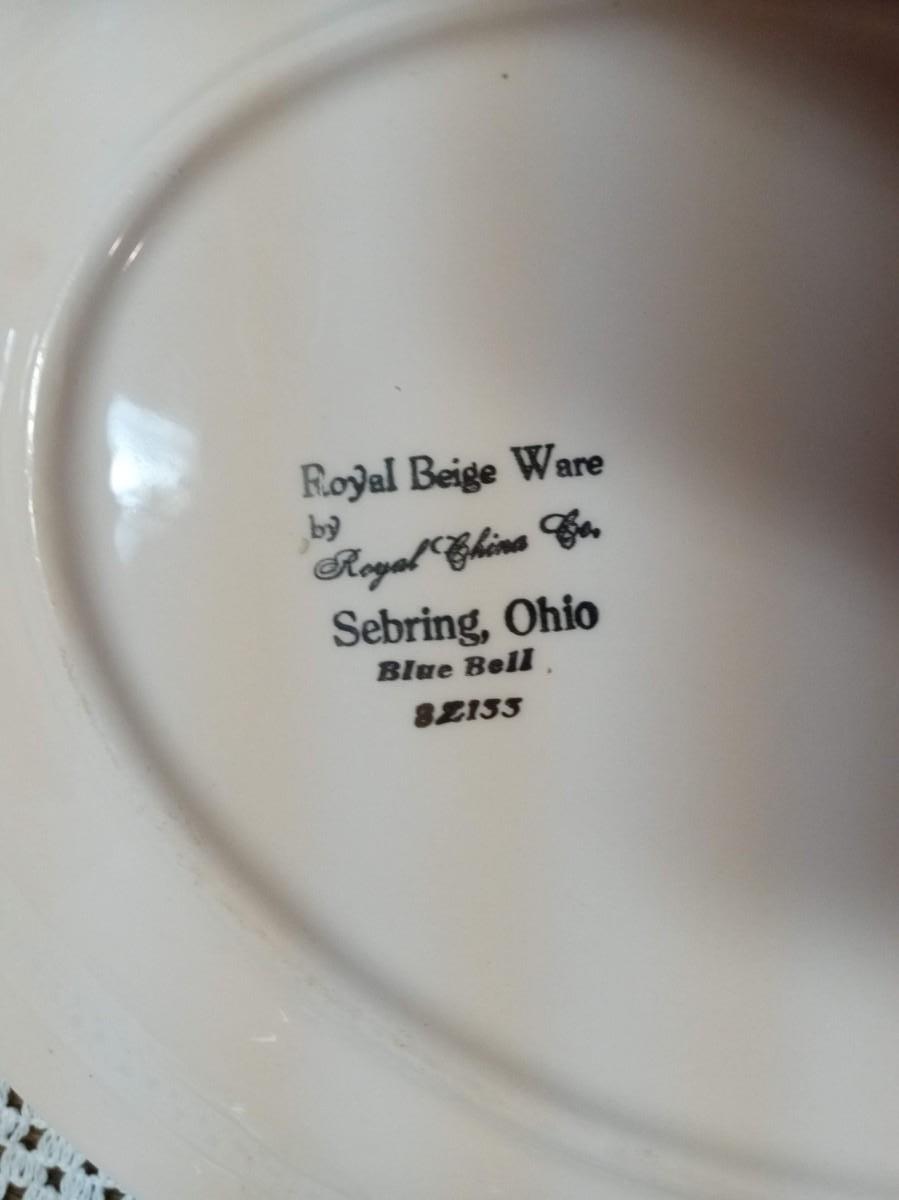 Royal Beige Ware
by
Royal China Co.
Sebring, Ohio
Blue Bell
8Z155